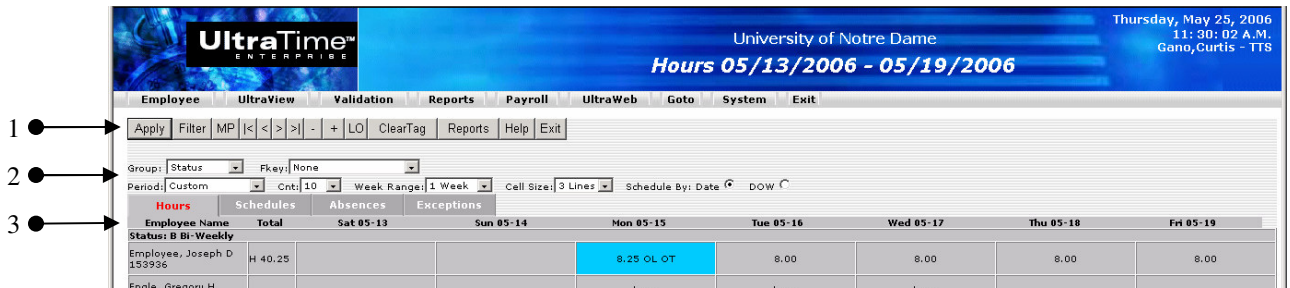 UltraTime™
ENTERPRISE
University of Notre Dame
Hours 05/13/2006 - 05/19/2006
Thursday, May 25, 2006
11: 30: 02 A.M.
Gano,Curtis - TTS
Employee UltraView Validation Reports Payroll UltraWeb Goto System Exit
1
Apply Filter MP |< < > >| - + LO ClearTag Reports Help Exit
2
Group: Status Fkey: None
Period: Custom Cnt: 10 Week Range: 1 Week Cell Size: 3 Lines Schedule By: Date DOW
Hours Schedules Absences Exceptions
3
Employee Name Total Sat 05-13 Sun 05-14 Mon 05-15 Tue 05-16 Wed 05-17 Thu 05-18 Fri 05-19
Status: B Bi-Weekly
Employee, Joseph D
153936
H 40.25 8.25 OL OT 8.00 8.00 8.00 8.00
Engle, Gregory H